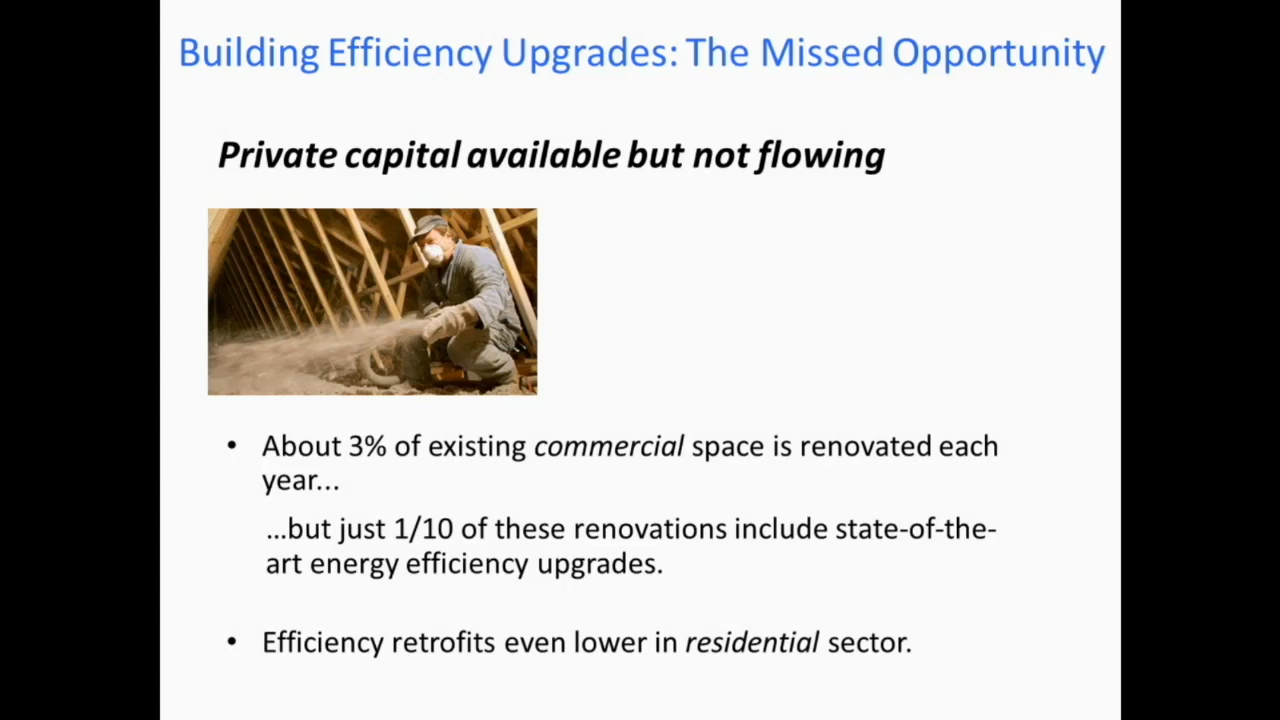 Building Efficiency Upgrades: The Missed Opportunity
Private capital available but not flowing
• About 3% of existing commercial space is renovated each
year...
...but just 1/10 of these renovations include state-of-the-
art energy efficiency upgrades.
• Efficiency retrofits even lower in residential sector.